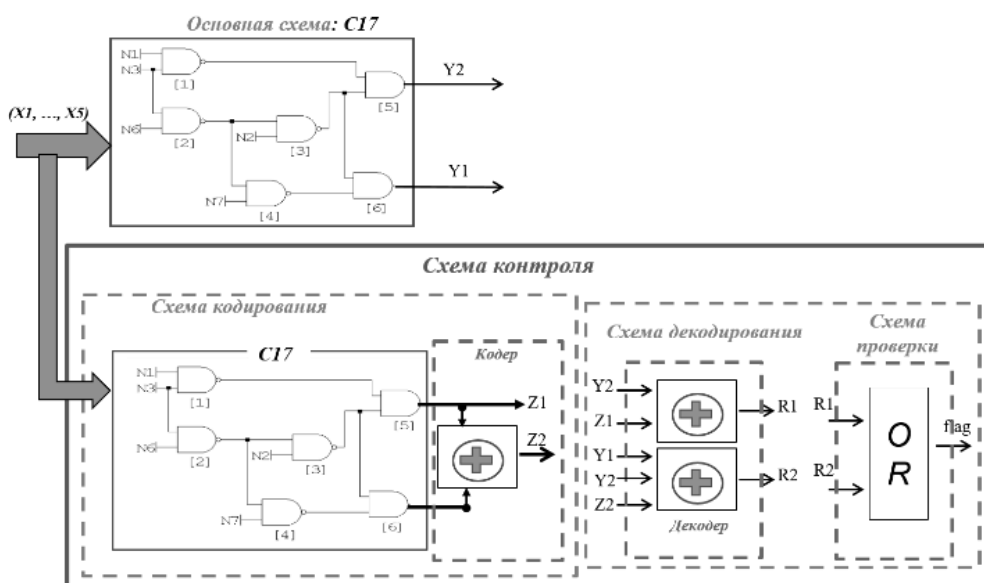 Основная схема: C17
N1
N3
[1]
N6
[2]
N2
[3]
N7
[4]
[5]
[6]
Y2
Y1
(X1, ..., X5)
Схема контроля
Схема кодирования
C17
N1
N3
[1]
N6
[2]
N2
[3]
N7
[4]
[5]
[6]
Кодер
Z1
Z2
Схема декодирования
Y2
Z1
Y1
Y2
Z2
R1
R2
Декодер
Схема
проверки
R1
R2
O
R
flag